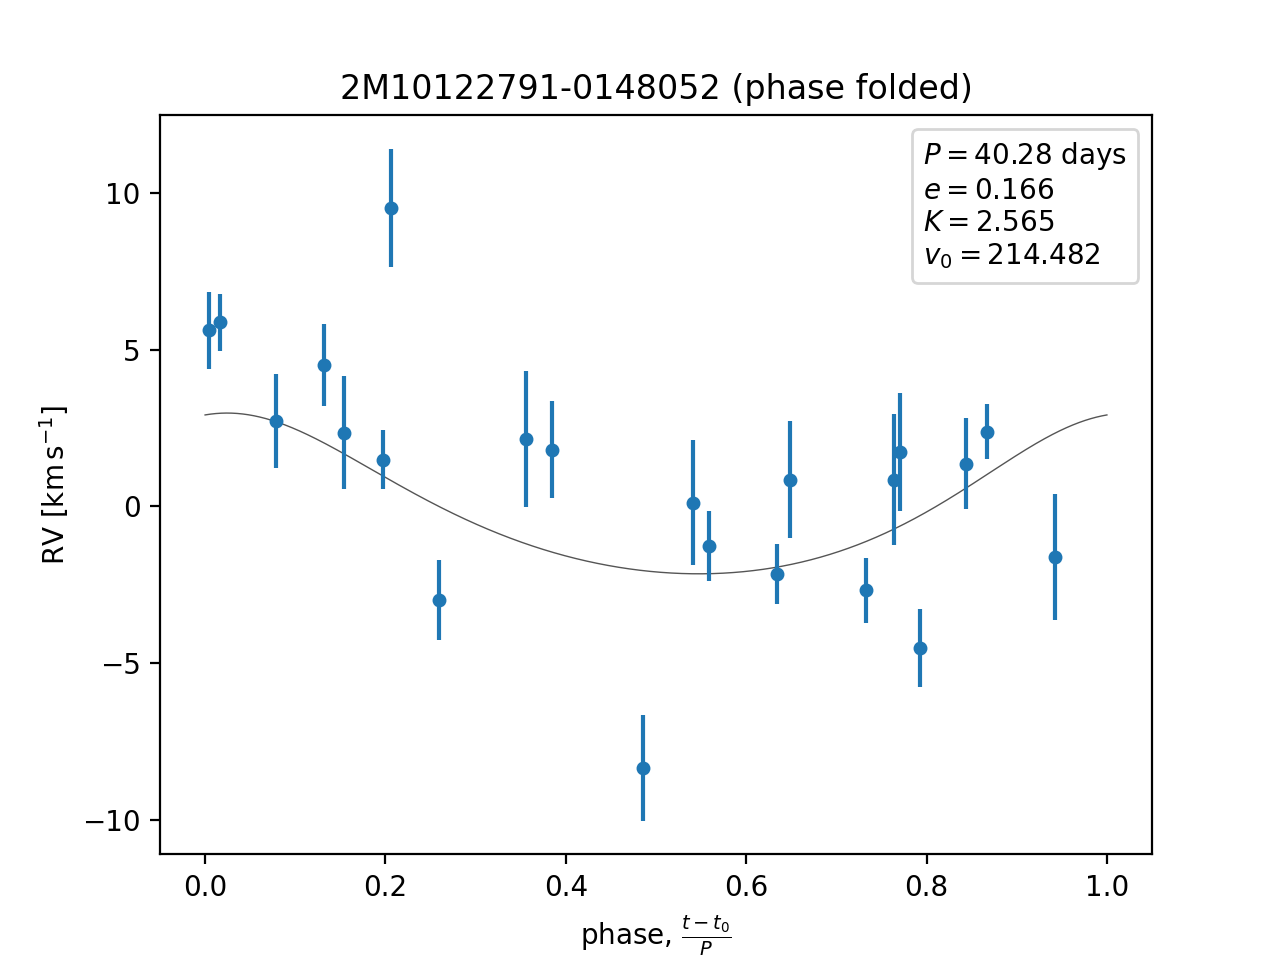 2M10122791-0148052 (phase folded)
P = 40.28 days
e = 0.166
K = 2.565
v₀ = 214.482
RV [km s⁻¹]
10
5
0
−5
−10
0.0 0.2 0.4 0.6 0.8 1.0
phase, (t − t₀)/P